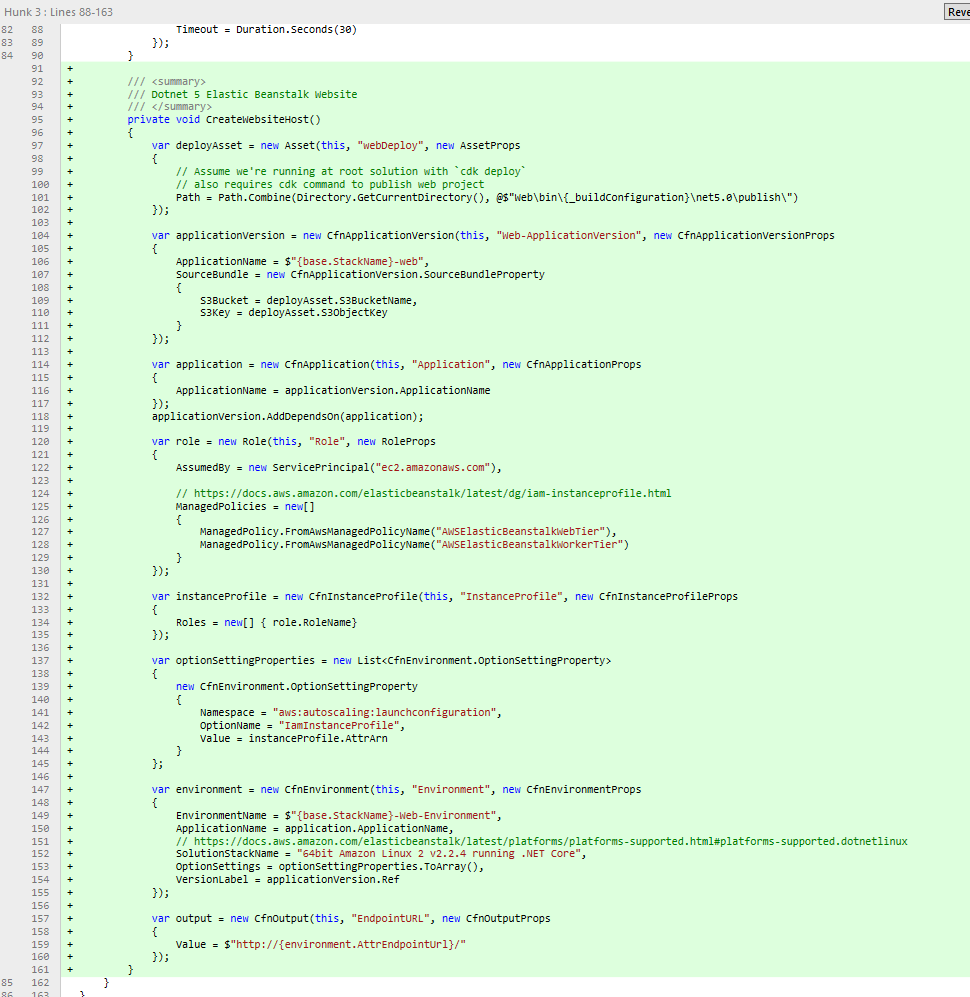 Hunk 3 : Lines 88-163
Reve
82 88 Timeout = Duration.Seconds(30)
83 89 });
84 90 }
91 +
92 + /// <summary>
93 + /// Dotnet 5 Elastic Beanstalk Website
94 + /// </summary>
95 + private void CreateWebsiteHost()
96 + {
97 + var deployAsset = new Asset(this, "webDeploy", new AssetProps
98 + {
99 + // Assume we're running at root solution with `cdk deploy`
100 + // also requires cdk command to publish web project
101 + Path = Path.Combine(Directory.GetCurrentDirectory(), @$"Web\bin\{_buildConfiguration}\net5.0\publish\")
102 + });
103 +
104 + var applicationVersion = new CfnApplicationVersion(this, "Web-ApplicationVersion", new CfnApplicationVersionProps
105 + {
106 + ApplicationName = $"{base.StackName}-web",
107 + SourceBundle = new CfnApplicationVersion.SourceBundleProperty
108 + {
109 + S3Bucket = deployAsset.S3BucketName,
110 + S3Key = deployAsset.S3ObjectKey
111 + }
112 + });
113 +
114 + var application = new CfnApplication(this, "Application", new CfnApplicationProps
115 + {
116 + ApplicationName = applicationVersion.ApplicationName
117 + });
118 + applicationVersion.AddDependsOn(application);
119 +
120 + var role = new Role(this, "Role", new RoleProps
121 + {
122 + AssumedBy = new ServicePrincipal("ec2.amazonaws.com"),
123 +
124 + // https://docs.aws.amazon.com/elasticbeanstalk/latest/dg/iam-instanceprofile.html
125 + ManagedPolicies = new[]
126 + {
127 + ManagedPolicy.FromAwsManagedPolicyName("AWSElasticBeanstalkWebTier"),
128 + ManagedPolicy.FromAwsManagedPolicyName("AWSElasticBeanstalkWorkerTier")
129 + }
130 + });
131 +
132 + var instanceProfile = new CfnInstanceProfile(this, "InstanceProfile", new CfnInstanceProfileProps
133 + {
134 + Roles = new[] { role.RoleName}
135 + });
136 +
137 + var optionSettingProperties = new List<CfnEnvironment.OptionSettingProperty>
138 + {
139 + new CfnEnvironment.OptionSettingProperty
140 + {
141 + Namespace = "aws:autoscaling:launchconfiguration",
142 + OptionName = "IamInstanceProfile",
143 + Value = instanceProfile.AttrArn
144 + }
145 + };
146 +
147 + var environment = new CfnEnvironment(this, "Environment", new CfnEnvironmentProps
148 + {
149 + EnvironmentName = $"{base.StackName}-Web-Environment",
150 + ApplicationName = application.ApplicationName,
151 + // https://docs.aws.amazon.com/elasticbeanstalk/latest/platforms/platforms-supported.html#platforms-supported.dotnetlinux
152 + SolutionStackName = "64bit Amazon Linux 2 v2.2.4 running .NET Core",
153 + OptionSettings = optionSettingProperties.ToArray(),
154 + VersionLabel = applicationVersion.Ref
155 + });
156 +
157 + var output = new CfnOutput(this, "EndpointURL", new CfnOutputProps
158 + {
159 + Value = $"http://{environment.AttrEndpointUrl}/"
160 + });
161 + }
85 162 }
86 163 }